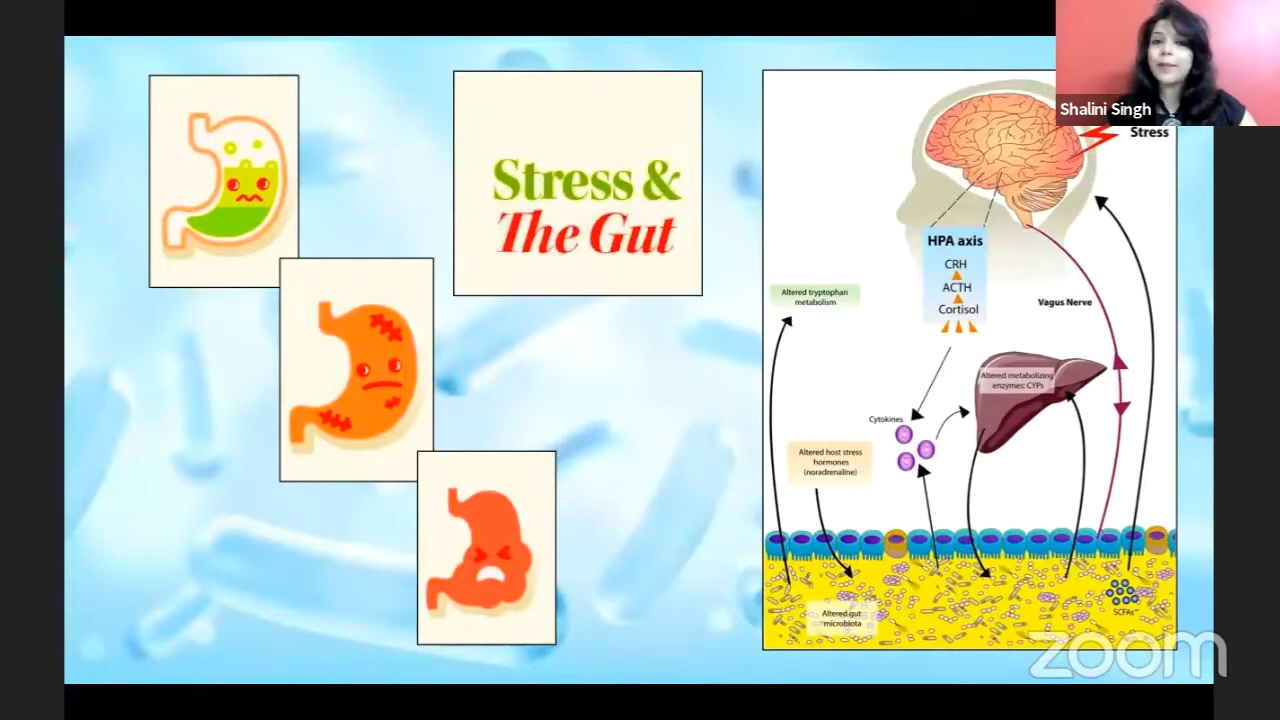 Shalini Singh
Stress &
The Gut
Stress
HPA axis
CRH
ACTH
Cortisol
Vagus Nerve
Altered tryptophan
metabolism
Altered metabolizing
enzymes: CYPs
Cytokines
Altered host stress
hormones
(noradrenaline)
Altered gut
microbiota
SCFAs
zoom